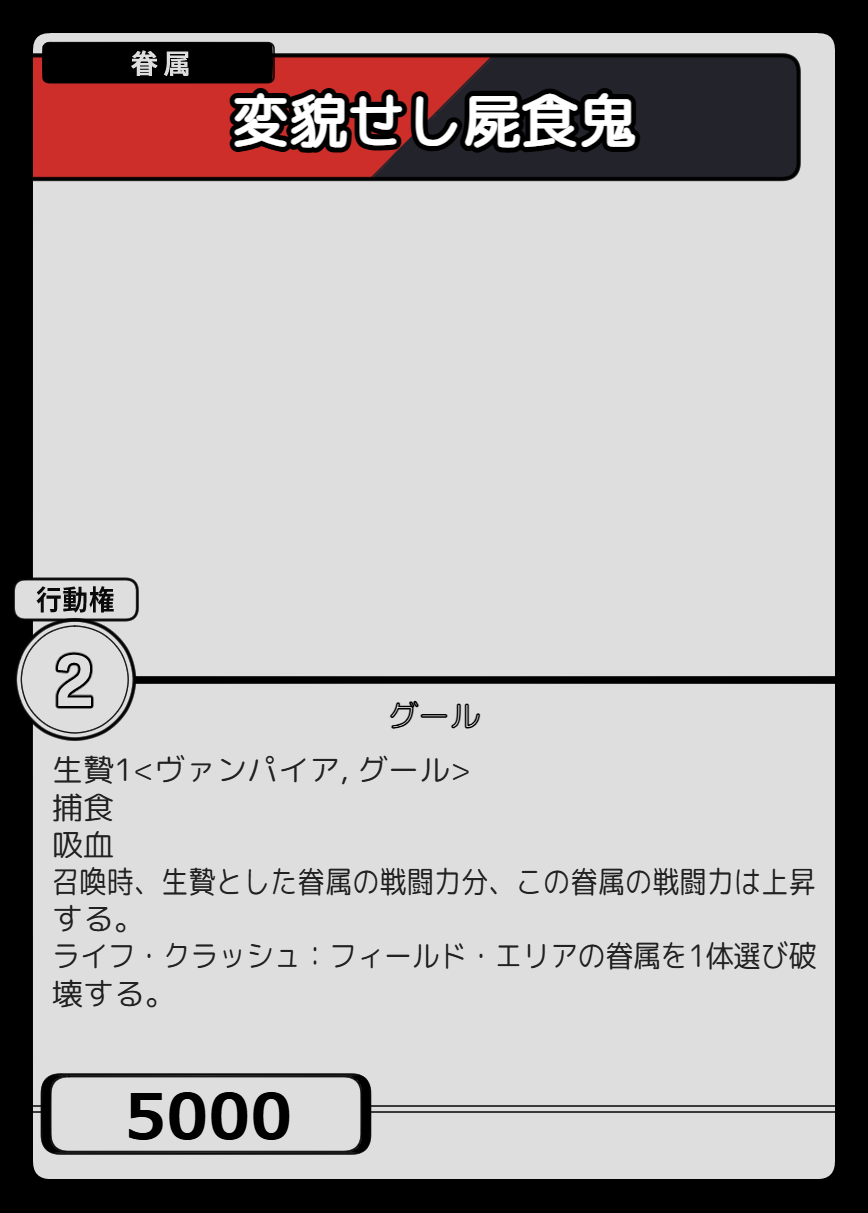 眷属
変貌せし屍食鬼
行動権
2
グール
生贄1<ヴァンパイア, グール>
捕食
吸血
召喚時、生贄とした眷属の戦闘力分、この眷属の戦闘力は上昇
する。
ライフ・クラッシュ：フィールド・エリアの眷属を1体選び破
壊する。
5000